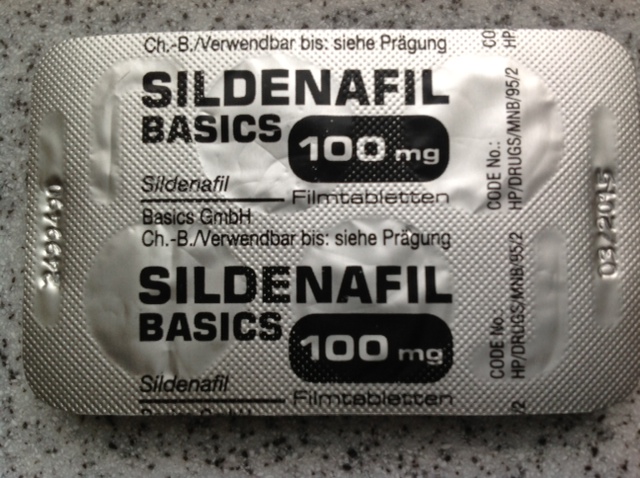 Ch.-B./Verwendbar bis: siehe Prägung
SILDENAFIL
BASICS
100 mg
Sildenafil
Filmtabletten
Basics GmbH
Ch.-B./Verwendbar bis: siehe Prägung
SILDENAFIL
BASICS
100 mg
Sildenafil
Filmtabletten
CO
HP
CODE No.:
HP/DRUGS/MNB/95/2
CODE No.:
HP/DRUGS/MNB/95/2
03/2015